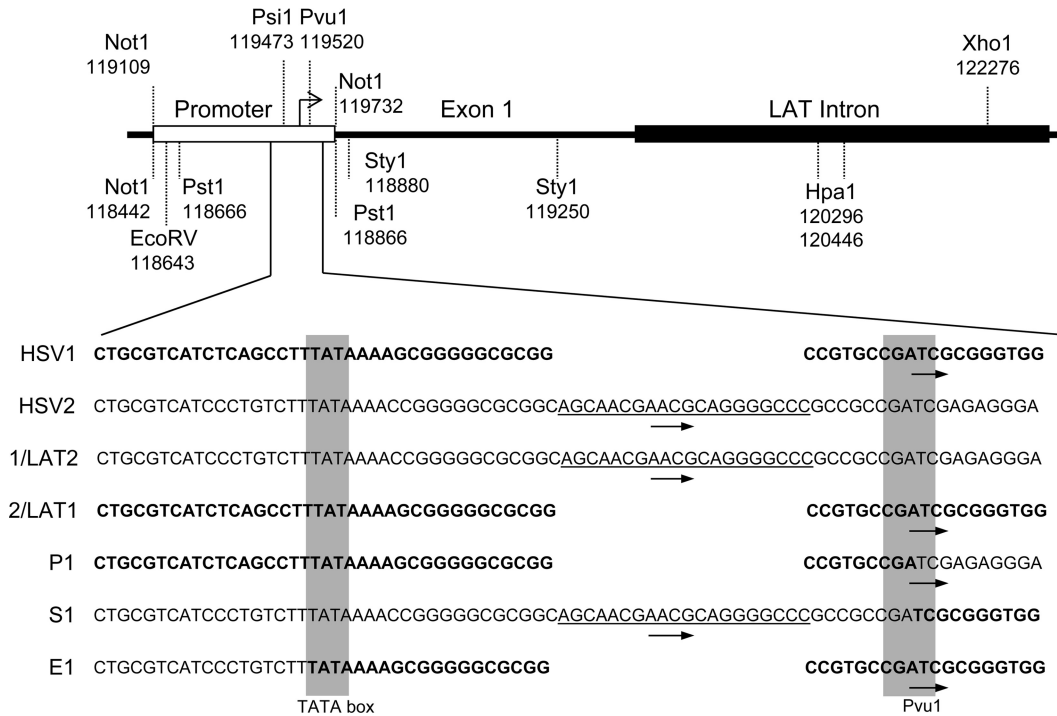 Psi1 Pvu1
119473 119520
Not1
119109
Xho1
122276
Not1
119732
Promoter
Exon 1
LAT Intron
Not1
118442
Pst1
118666
EcoRV
118643
Sty1
118880
Pst1
118866
Sty1
119250
Hpa1
120296
120446
HSV1 CTGCGTCATCTCAGCCTTTATAAAAGCGGGGGCGCGG CCGTGCCGATCGCGGGTGG
HSV2 CTGCGTCATCCCTGTCTTTATAAAACCGGGGGCGCGGCAGCAACGAACGCAGGGGCCCGCCGCCGATCGAGAGGGA
1/LAT2 CTGCGTCATCCCTGTCTTTATAAAACCGGGGGCGCGGCAGCAACGAACGCAGGGGCCCGCCGCCGATCGAGAGGGA
2/LAT1 CTGCGTCATCTCAGCCTTTATAAAAGCGGGGGCGCGG CCGTGCCGATCGCGGGTGG
P1 CTGCGTCATCTCAGCCTTTATAAAAGCGGGGGCGCGG CCGTGCCGATCGAGAGGGA
S1 CTGCGTCATCCCTGTCTTTATAAAACCGGGGGCGCGGCAGCAACGAACGCAGGGGCCCGCCGCCGATCGCGGGTGG
E1 CTGCGTCATCCCTGTCTTTATAAAAGCGGGGGCGCGG CCGTGCCGATCGCGGGTGG
TATA box
Pvu1